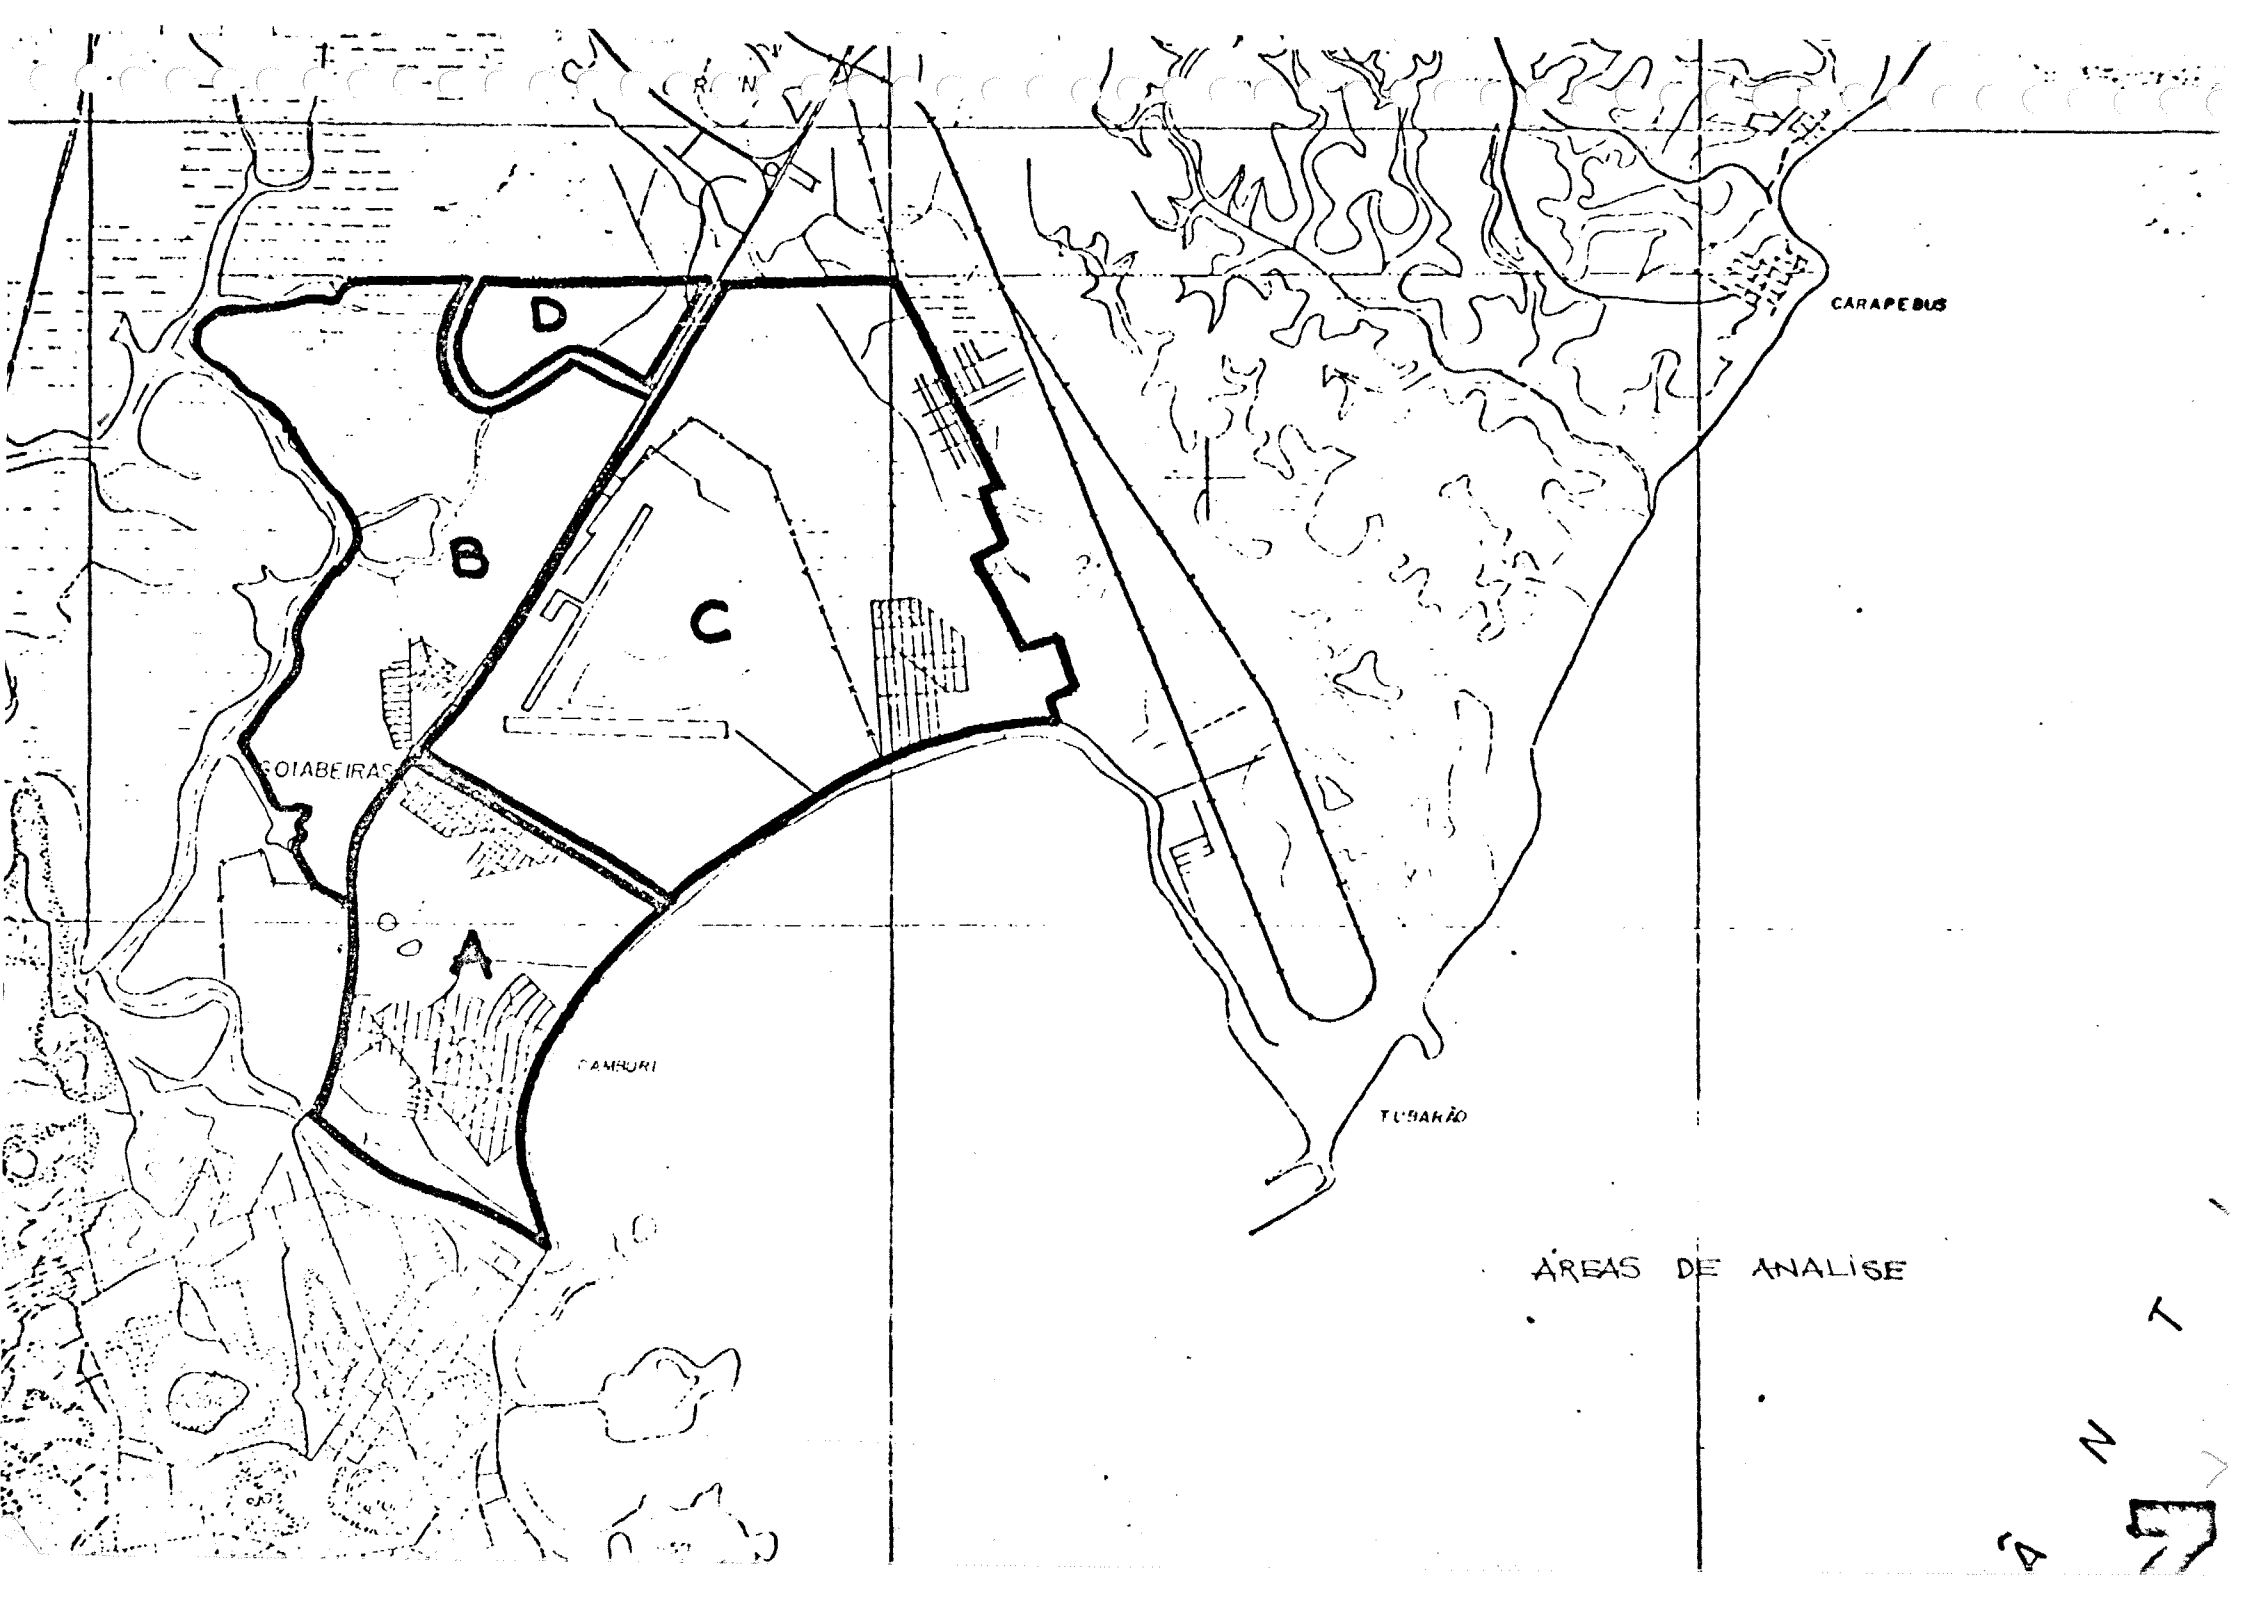 R N
D
CARAPEBUS
B
C
GOIABEIRAS
A
CAMBURI
TUBARÃO
ÁREAS DE ANALISE
T
N
Â